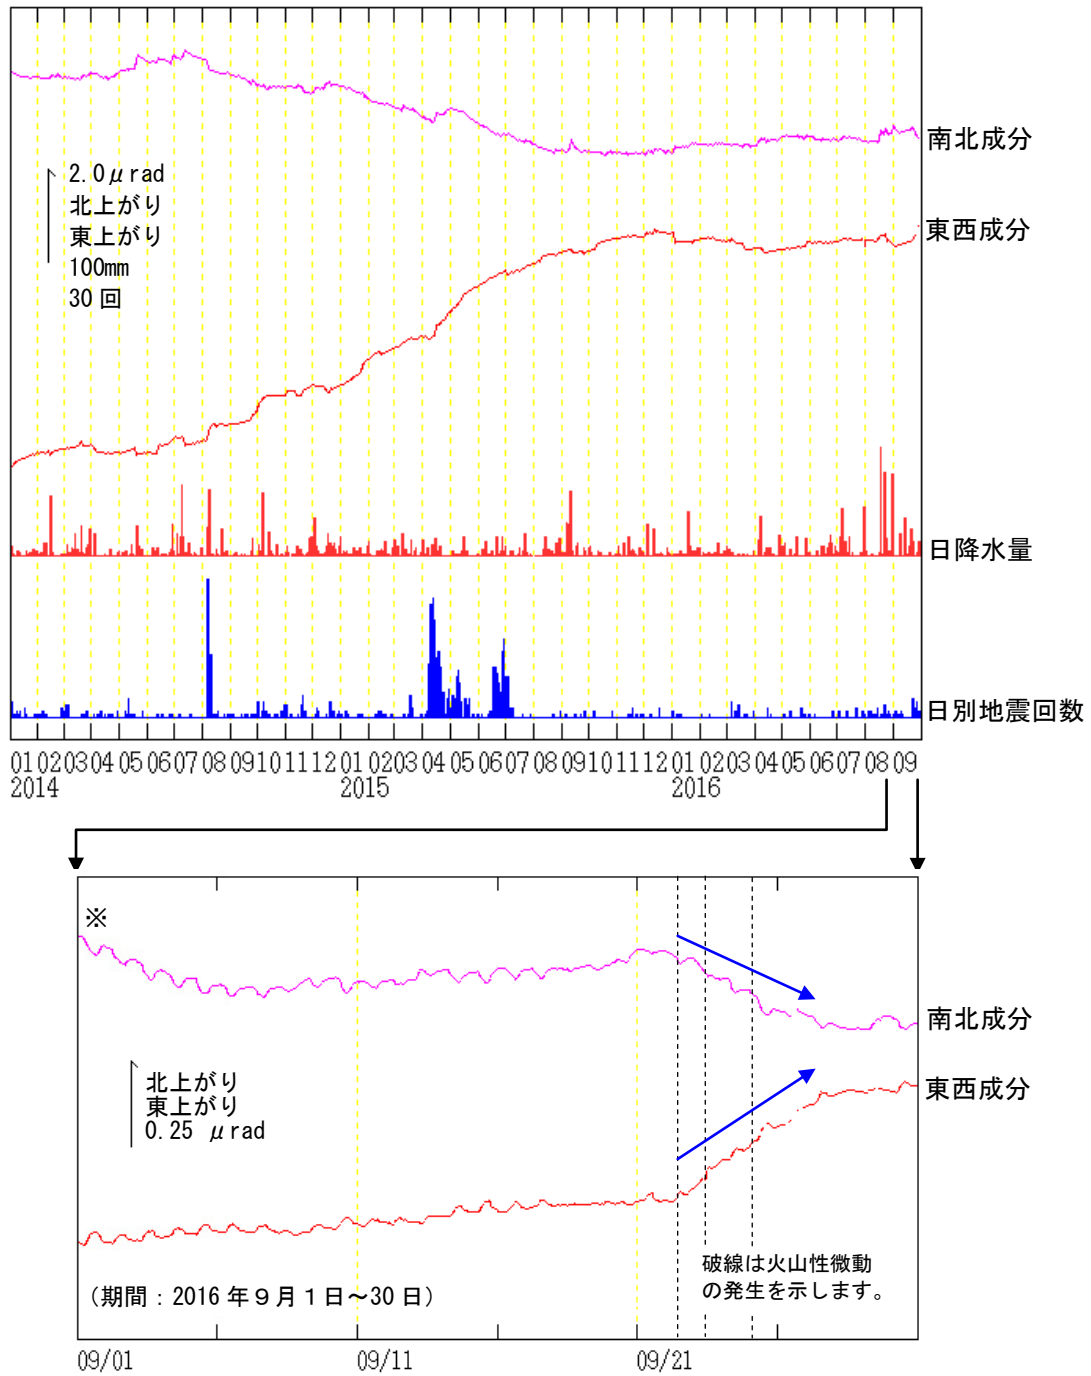 南北成分
2.0μrad
北上がり
東上がり
100mm
30回
東西成分
日降水量
日別地震回数
01 02 03 04 05 06 07 08 09 10 11 12 01 02 03 04 05 06 07 08 09 10 11 12 01 02 03 04 05 06 07 08 09
2014 2015 2016
※
南北成分
北上がり
東上がり
0.25 μrad
東西成分
破線は火山性微動
の発生を示します。
(期間:2016年9月1日~30日)
09/01 09/11 09/21